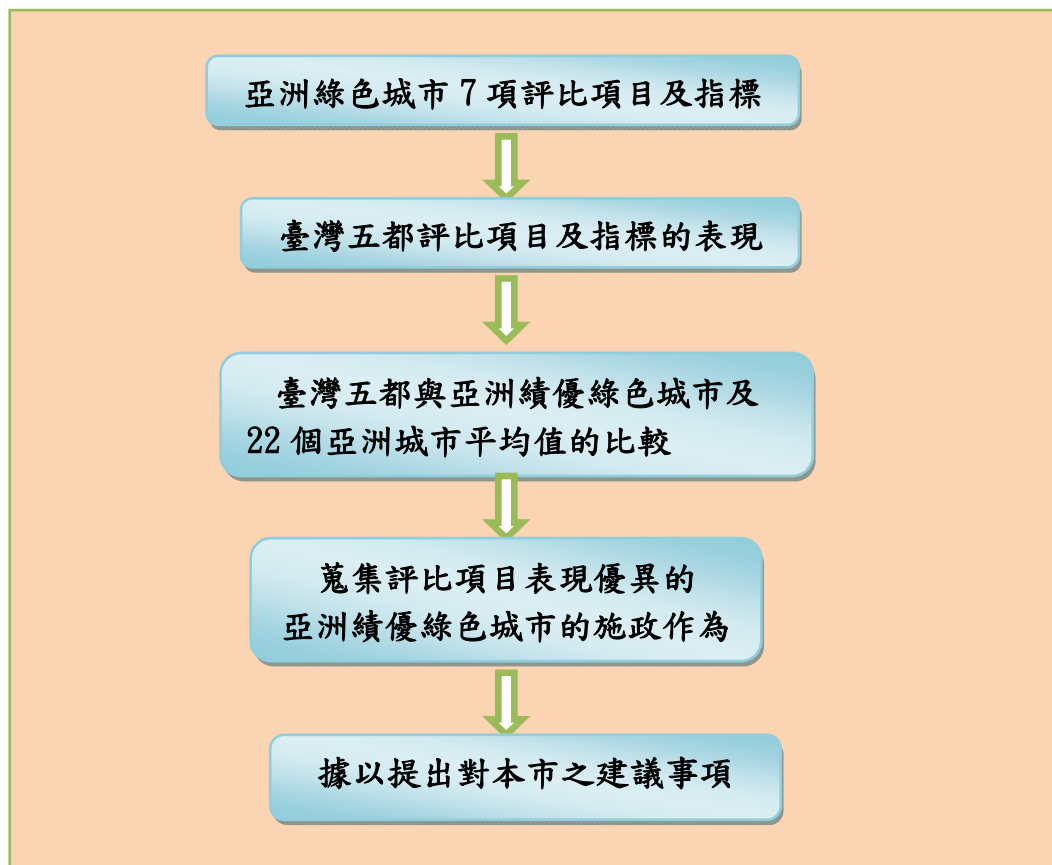 亞洲綠色城市 7 項評比項目及指標
臺灣五都評比項目及指標的表現
臺灣五都與亞洲績優綠色城市及
22 個亞洲城市平均值的比較
蒐集評比項目表現優異的
亞洲績優綠色城市的施政作為
據以提出對本市之建議事項